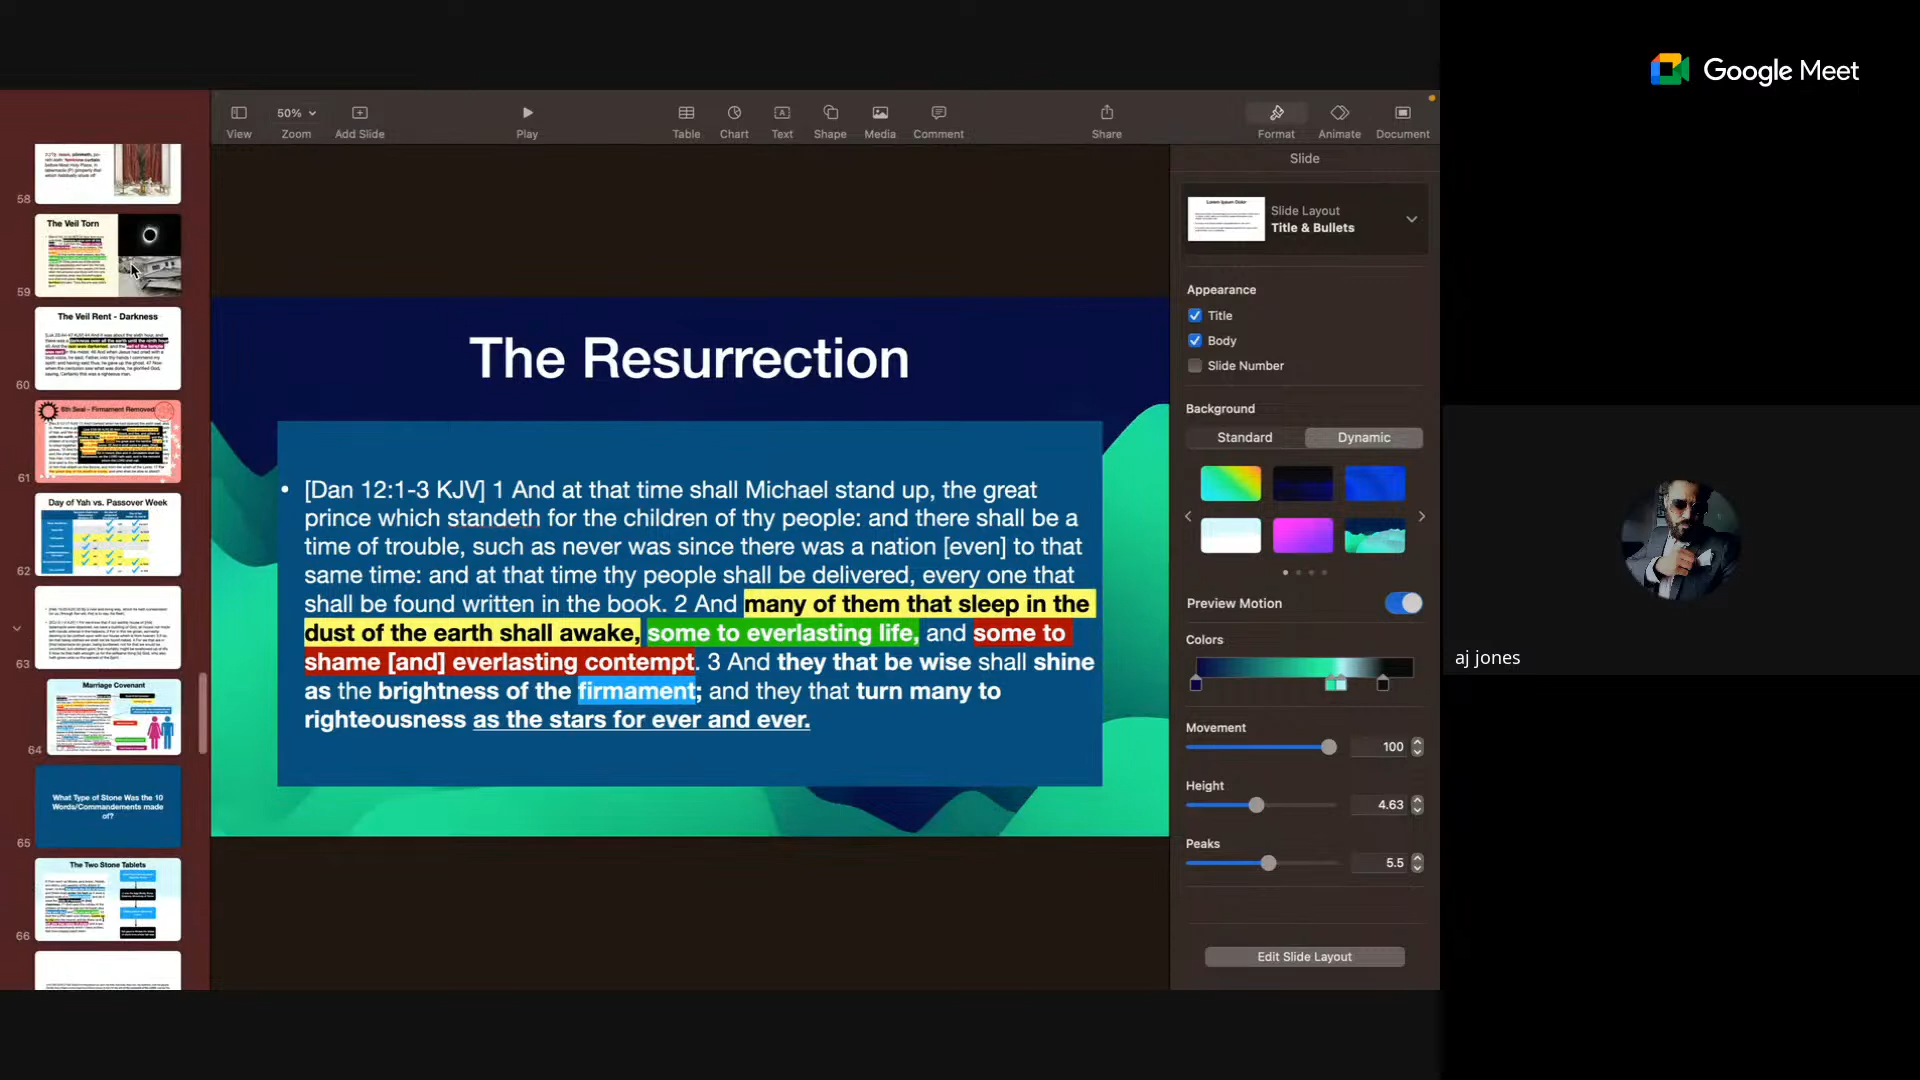 Google Meet
View
50%
Zoom
Add Slide
Play
Table
Chart
Text
Shape
Media
Comment
Share
Format
Animate
Document
58
The Veil Torn
59
The Veil Rent - Darkness
60
6th Seal - Firmament Removed
61
Day of Yah vs. Passover Week
62
63
Marriage Covenant
64
What Type of Stone Was the 10
Words/Commandements made
of?
65
The Two Stone Tablets
66
The Resurrection
• [Dan 12:1-3 KJV] 1 And at that time shall Michael stand up, the great
prince which standeth for the children of thy people: and there shall be a
time of trouble, such as never was since there was a nation [even] to that
same time: and at that time thy people shall be delivered, every one that
shall be found written in the book. 2 And many of them that sleep in the
dust of the earth shall awake, some to everlasting life, and some to
shame [and] everlasting contempt. 3 And they that be wise shall shine
as the brightness of the firmament; and they that turn many to
righteousness as the stars for ever and ever.
Slide
Slide Layout
Title & Bullets
Appearance
Title
Body
Slide Number
Background
Standard
Dynamic
Preview Motion
Colors
Movement
100
Height
4.63
Peaks
5.5
Edit Slide Layout
aj jones